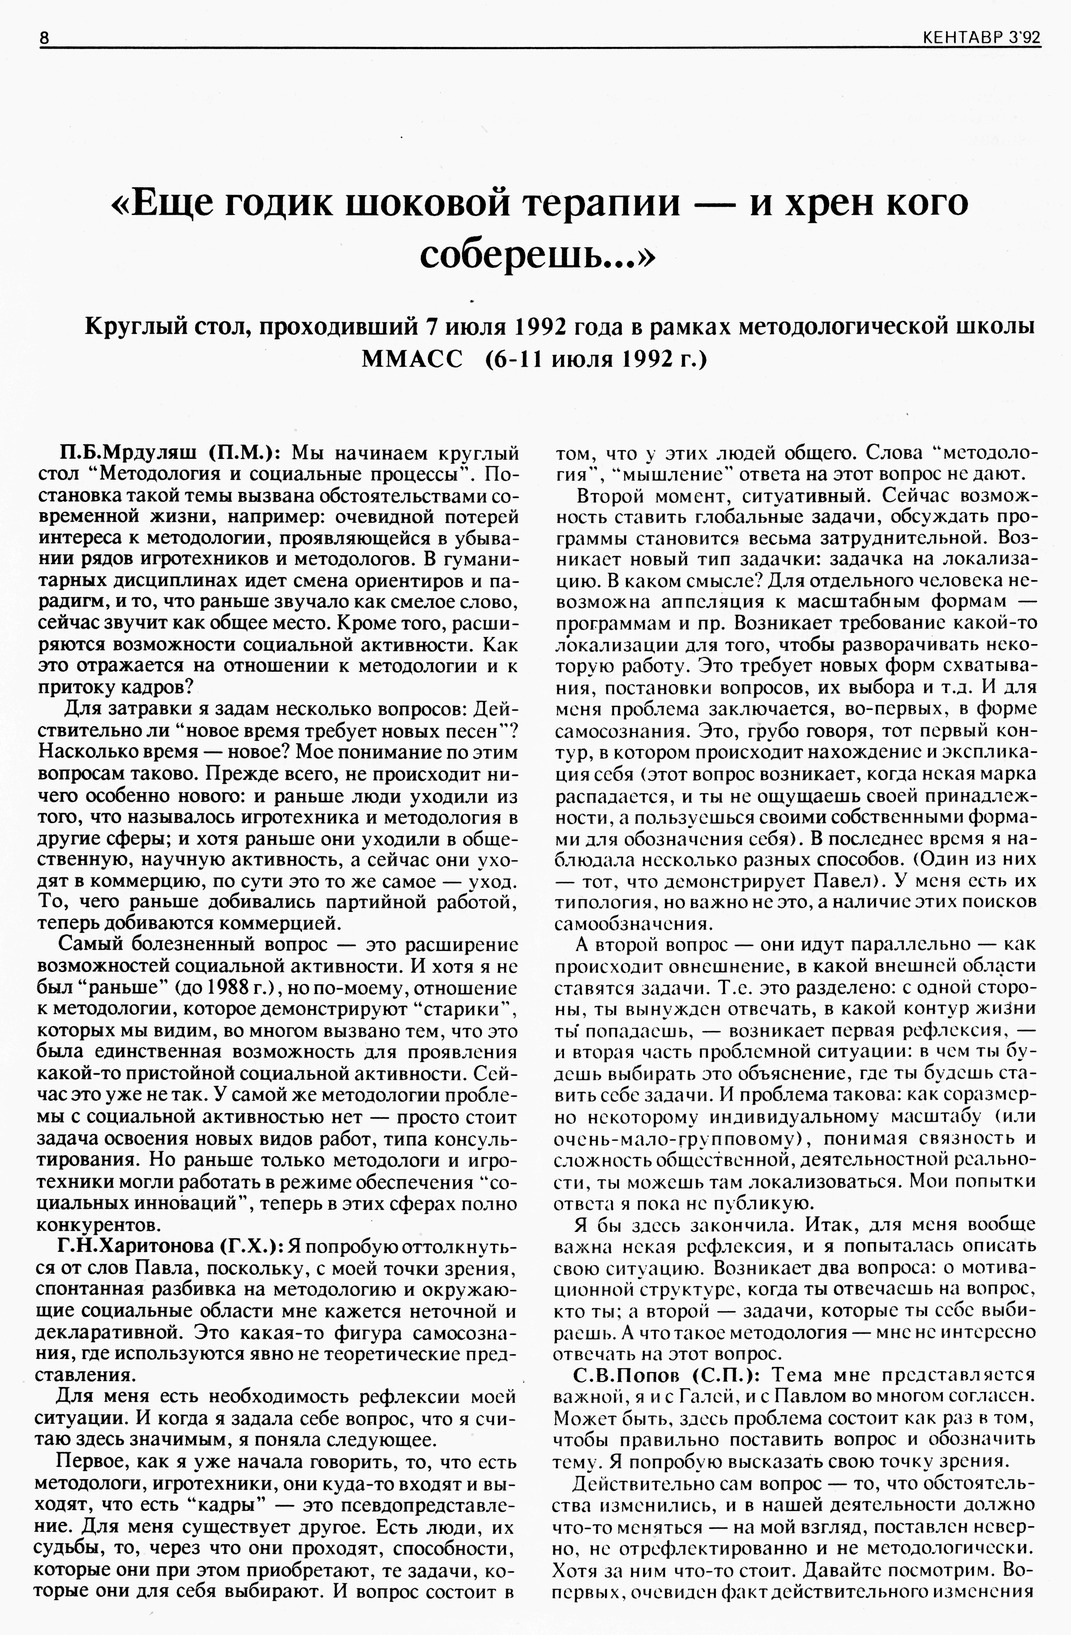 8
КЕНТАВР 3'92
«Еще годик шоковой терапии — и хрен кого
соберешь...»
Круглый стол, проходивший 7 июля 1992 года в рамках методологической школы
ММАСС (6-11 июля 1992 г.)
П.Б.Мрдуляш (П.М.): Мы начинаем круглый
стол “Методология и социальные процессы”. По-
становка такой темы вызвана обстоятельствами со-
временной жизни, например: очевидной потерей
интереса к методологии, проявляющейся в убыва-
нии рядов игротехников и методологов. В гумани-
тарных дисциплинах идет смена ориентиров и па-
радигм, и то, что раньше звучало как смелое слово,
сейчас звучит как общее место. Кроме того, расши-
ряются возможности социальной активности. Как
это отражается на отношении к методологии и к
притоку кадров?
Для затравки я задам несколько вопросов: Дей-
ствительно ли “новое время требует новых песен”?
Насколько время — новое? Мое понимание по этим
вопросам таково. Прежде всего, не происходит ни-
чего особенно нового: и раньше люди уходили из
того, что называлось игротехника и методология в
другие сферы; и хотя раньше они уходили в обще-
ственную, научную активность, а сейчас они ухо-
дят в коммерцию, по сути это то же самое — уход.
То, чего раньше добивались партийной работой,
теперь добиваются коммерцией.
Самый болезненный вопрос — это расширение
возможностей социальной активности. И хотя я не
был “раньше” (до 1988 г.), но по-моему, отношение
к методологии, которое демонстрируют “старики”,
которых мы видим, во многом вызвано тем, что это
была единственная возможность для проявления
какой-то пристойной социальной активности. Сей-
час это уже не так. У самой же методологии пробле-
мы с социальной активностью нет — просто стоит
задача освоения новых видов работ, типа консуль-
тирования. Но раньше только методологи и игро-
техники могли работать в режиме обеспечения “со-
циальных инноваций”, теперь в этих сферах полно
конкурентов.
Г.Н.Харитонова (Г.Х.): Я попробую оттолкнуть-
ся от слов Павла, поскольку, с моей точки зрения,
спонтанная разбивка на методологию и окружаю-
щие социальные области мне кажется неточной и
декларативной. Это какая-то фигура самосозна-
ния, где используются явно не теоретические пред-
ставления.
Для меня есть необходимость рефлексии моей
ситуации. И когда я задала себе вопрос, что я счи-
таю здесь значимым, я поняла следующее.
Первое, как я уже начала говорить, то, что есть
методологи, игротехники, они куда-то входят и вы-
ходят, что есть “кадры” — это псевдопредставле-
ние. Для меня существует другое. Есть люди, их
судьбы, то, через что они проходят, способности,
которые они при этом приобретают, те задачи, ко-
торые они для себя выбирают. И вопрос состоит в
том, что у этих людей общего. Слова “методоло-
гия”, “мышление” ответа на этот вопрос не дают.
Второй момент, ситуативный. Сейчас возмож-
ность ставить глобальные задачи, обсуждать про-
граммы становится весьма затруднительной. Воз-
никает новый тип задачки: задачка на локализа-
цию. В каком смысле? Для отдельного человека не-
возможна аппеляция к масштабным формам —
программам и пр. Возникает требование какой-то
локализации для того, чтобы разворачивать неко-
торую работу. Это требует новых форм схватыва-
ния, постановки вопросов, их выбора и т.д. И для
меня проблема заключается, во-первых, в форме
самосознания. Это, грубо говоря, тот первый кон-
тур, в котором происходит нахождение и эксплика-
ция себя (этот вопрос возникает, когда некая марка
распадается, и ты не ощущаешь своей принадлеж-
ности, а пользуешься своими собственными форма-
ми для обозначения себя). В последнее время я на-
блюдала несколько разных способов. (Один из них
— тот, что демонстрирует Павел). У меня есть их
типология, но важно не это, а наличие этих поисков
самообозначения.
А второй вопрос — они идут параллельно — как
происходит овнешнение, в какой внешней области
ставятся задачи. Т.е. это разделено: с одной сторо-
ны, ты вынужден отвечать, в какой контур жизни
ты попадаешь, — возникает первая рефлексия, —
и вторая часть проблемной ситуации: в чем ты бу-
дешь выбирать это объяснение, где ты будешь ста-
вить себе задачи. И проблема такова: как соразмер-
но некоторому индивидуальному масштабу (или
очень-мало-групповому), понимая связность и
сложность общественной, деятельностной реально-
сти, ты можешь там локализоваться. Мои попытки
ответа я пока не публикую.
Я бы здесь закончила. Итак, для меня вообще
важна некая рефлексия, и я попыталась описать
свою ситуацию. Возникает два вопроса: о мотива-
ционной структуре, когда ты отвечаешь на вопрос,
кто ты; а второй — задачи, которые ты себе выби-
раешь. А что такое методология — мне не интересно
отвечать на этот вопрос.
С.В.Попов (С.П.): Тема мне представляется
важной, я и с Галей, и с Павлом во многом согласен.
Может быть, здесь проблема состоит как раз в том,
чтобы правильно поставить вопрос и обозначить
тему. Я попробую высказать свою точку зрения.
Действительно сам вопрос — то, что обстоятель-
ства изменились, и в нашей деятельности должно
что-то меняться — на мой взгляд, поставлен невер-
но, не отрефлектированно и не методологически.
Хотя за ним что-то стоит. Давайте посмотрим. Во-
первых, очевиден факт действительного изменения